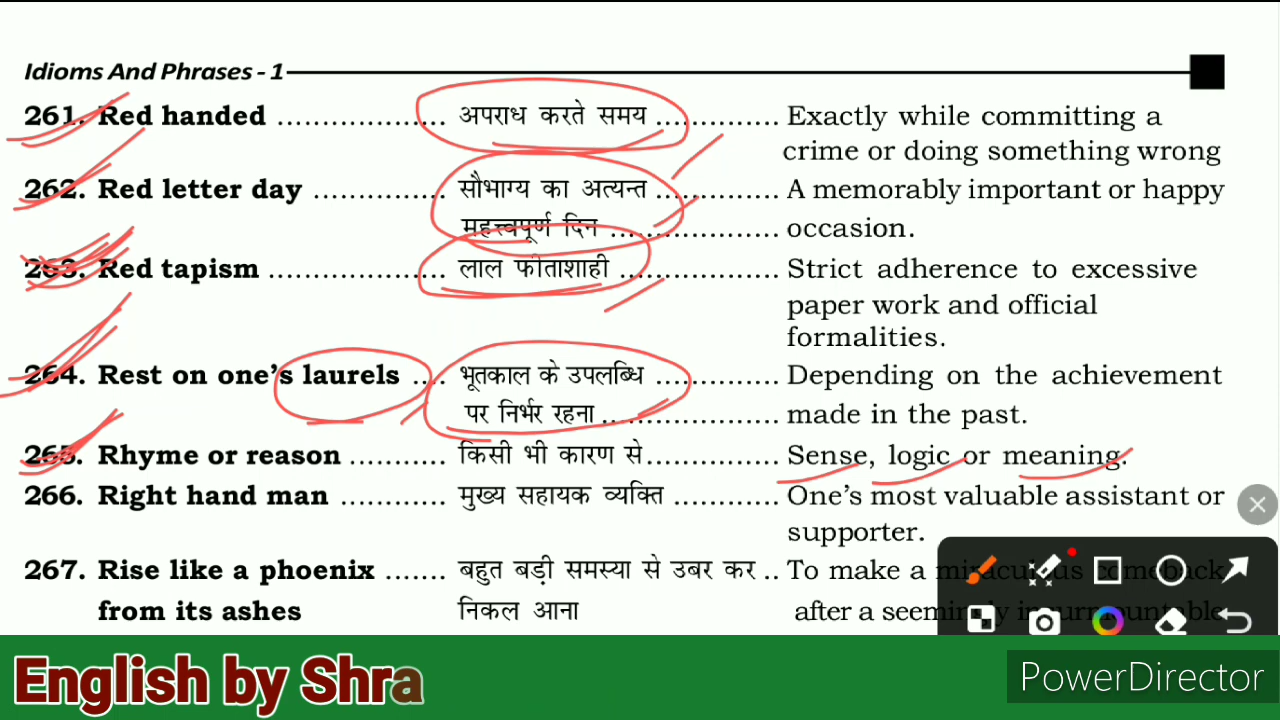 Idioms And Phrases - 1
261. Red handed ................... अपराध करते समय .............. Exactly while committing a
crime or doing something wrong
262. Red letter day ............... सौभाग्य का अत्यन्त .............. A memorably important or happy
महत्त्वपूर्ण दिन ................... occasion.
263. Red tapism .................... लाल फीताशाही .................. Strict adherence to excessive
paper work and official
formalities.
264. Rest on one's laurels .... भूतकाल के उपलब्धि .............. Depending on the achievement
पर निर्भर रहना .................... made in the past.
265. Rhyme or reason ........... किसी भी कारण से............... Sense, logic or meaning.
266. Right hand man ............ मुख्य सहायक व्यक्ति ............ One's most valuable assistant or
supporter.
267. Rise like a phoenix ....... बहुत बड़ी समस्या से उबर कर .. To make a miraculous comeback
from its ashes निकल आना after a seemingly insurmountable
English by Shra
PowerDirector